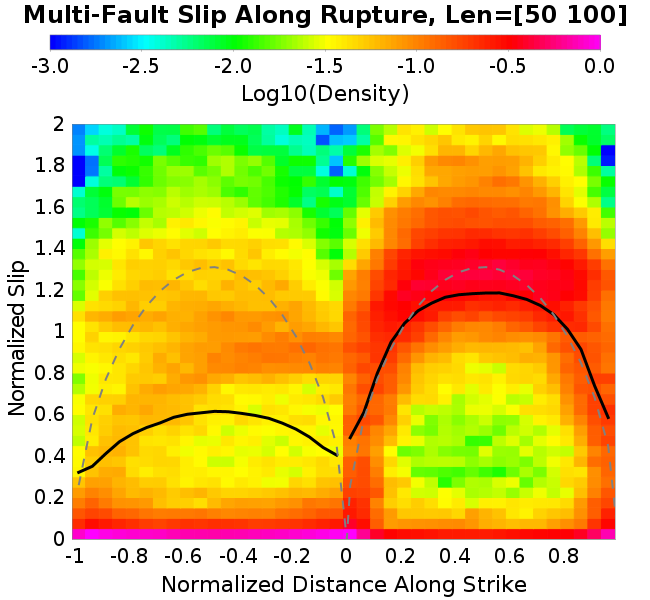 Multi-Fault Slip Along Rupture, Len=[50 100]
-3.0 -2.5 -2.0 -1.5 -1.0 -0.5 0.0
Log10(Density)
2
1.8
1.6
1.4
1.2
1
0.8
0.6
0.4
0.2
0
Normalized Slip
-1 -0.8 -0.6 -0.4 -0.2 0 0.2 0.4 0.6 0.8
Normalized Distance Along Strike